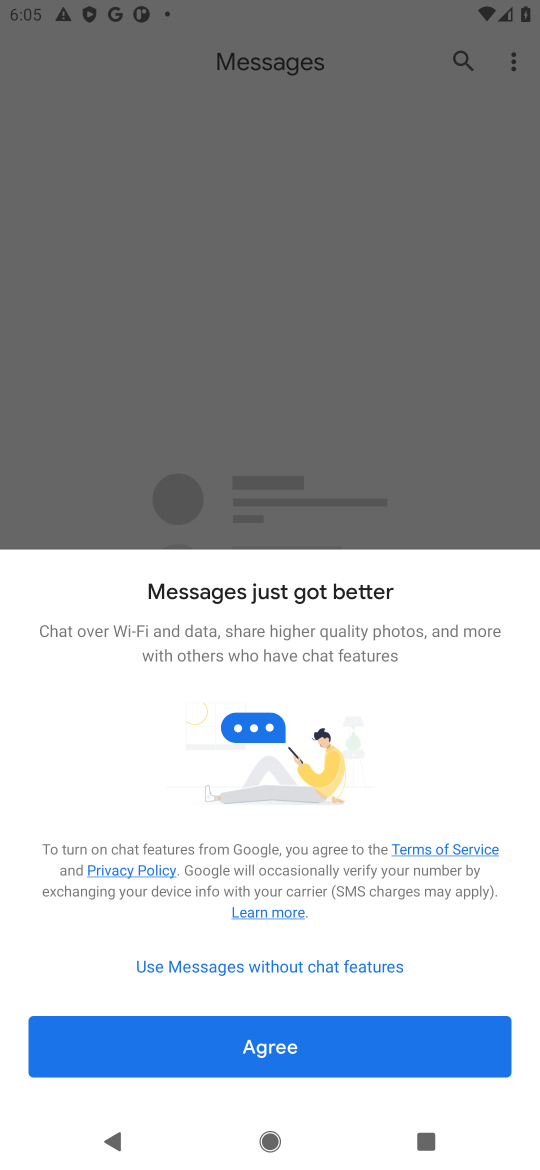 6:05
Messages
Messages just got better
Chat over Wi-Fi and data, share higher quality photos, and more
with others who have chat features
To turn on chat features from Google, you agree to the Terms of Service
and Privacy Policy. Google will occasionally verify your number by
exchanging your device info with your carrier (SMS charges may apply).
Learn more.
Use Messages without chat features
Agree